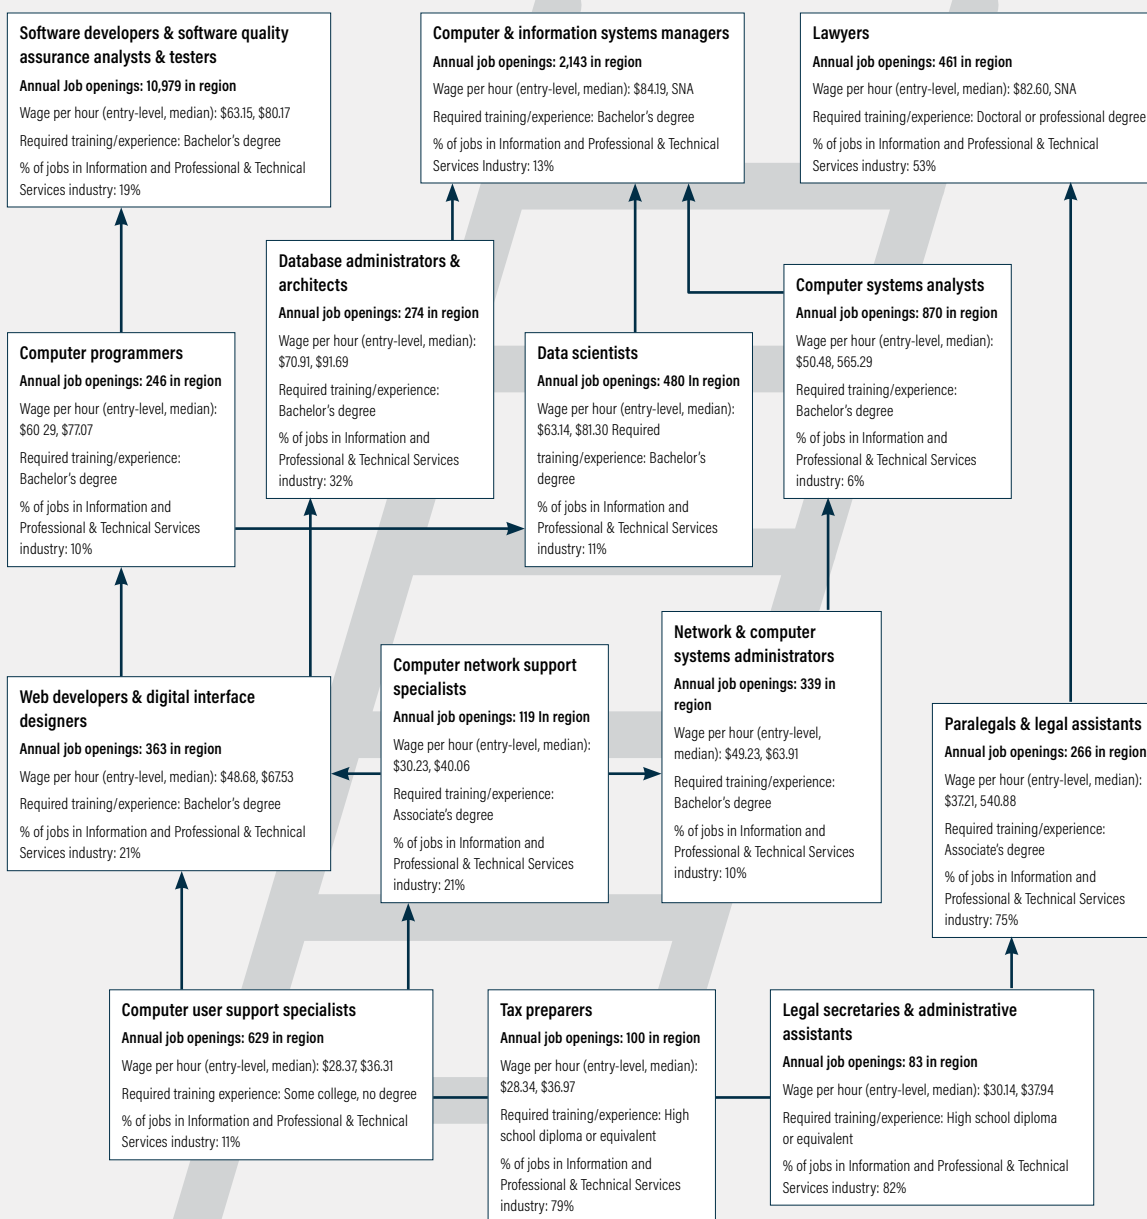 Software developers & software quality
assurance analysts & testers
Annual Job openings: 10,979 in region
Wage per hour (entry-level, median): $63.15, $80.17
Required training/experience: Bachelor's degree
% of jobs in Information and Professional & Technical
Services industry: 19%
Computer & information systems managers
Annual job openings: 2,143 in region
Wage per hour (entry-level, median): $84.19, SNA
Required training/experience: Bachelor's degree
% of jobs in Information and Professional & Technical
Services Industry: 13%
Lawyers
Annual job openings: 461 in region
Wage per hour (entry-level, median): $82.60, SNA
Required training/experience: Doctoral or professional degree
% of jobs in Information and Professional & Technical
Services industry: 53%
Database administrators &
architects
Annual job openings: 274 in region
Wage per hour (entry-level, median):
$70.91, $91.69
Required training/experience:
Bachelor's degree
% of jobs in Information and
Professional & Technical Services
industry: 32%
Computer systems analysts
Annual job openings: 870 in region
Wage per hour (entry-level, median):
$50.48, 565.29
Required training/experience:
Bachelor's degree
% of jobs in Information and
Professional & Technical Services
industry: 6%
Computer programmers
Annual job openings: 246 in region
Wage per hour (entry-level, median):
$60 29, $77.07
Required training/experience:
Bachelor's degree
% of jobs in Information and
Professional & Technical Services
industry: 10%
Data scientists
Annual job openings: 480 In region
Wage per hour (entry-level, median):
$63.14, $81.30 Required
training/experience: Bachelor's
degree
% of jobs in Information and
Professional & Technical Services
industry: 11%
Web developers & digital interface
designers
Annual job openings: 363 in region
Wage per hour (entry-level, median): $48.68, $67.53
Required training/experience: Bachelor's degree
% of jobs in Information and Professional & Technical
Services industry: 21%
Computer network support
specialists
Annual job openings: 119 In region
Wage per hour (entry-level, median):
$30.23, $40.06
Required training/experience:
Associate's degree
% of jobs in Information and
Professional & Technical Services
industry: 21%
Network & computer
systems administrators
Annual job openings: 339 in
region
Wage per hour (entry-level,
median): $49.23, $63.91
Required training/experience:
Bachelor's degree
% of jobs in Information and
Professional & Technical Services
industry: 10%
Paralegals & legal assistants
Annual job openings: 266 in region
Wage per hour (entry-level, median):
$37.21, 540.88
Required training/experience:
Associate's degree
% of jobs in Information and
Professional & Technical Services
industry: 75%
Computer user support specialists
Annual job openings: 629 in region
Wage per hour (entry-level, median): $28.37, $36.31
Required training experience: Some college, no degree
% of jobs in Information and Professional & Technical
Services industry: 11%
Tax preparers
Annual job openings: 100 in region
Wage per hour (entry-level, median):
$28.34, $36.97
Required training/experience: High
school diploma or equivalent
% of jobs in Information and
Professional & Technical Services
industry: 79%
Legal secretaries & administrative
assistants
Annual job openings: 83 in region
Wage per hour (entry-level, median): $30.14, $37.94
Required training/experience: High school diploma
or equivalent
% of jobs in Information and Professional & Technical
Services industry: 82%